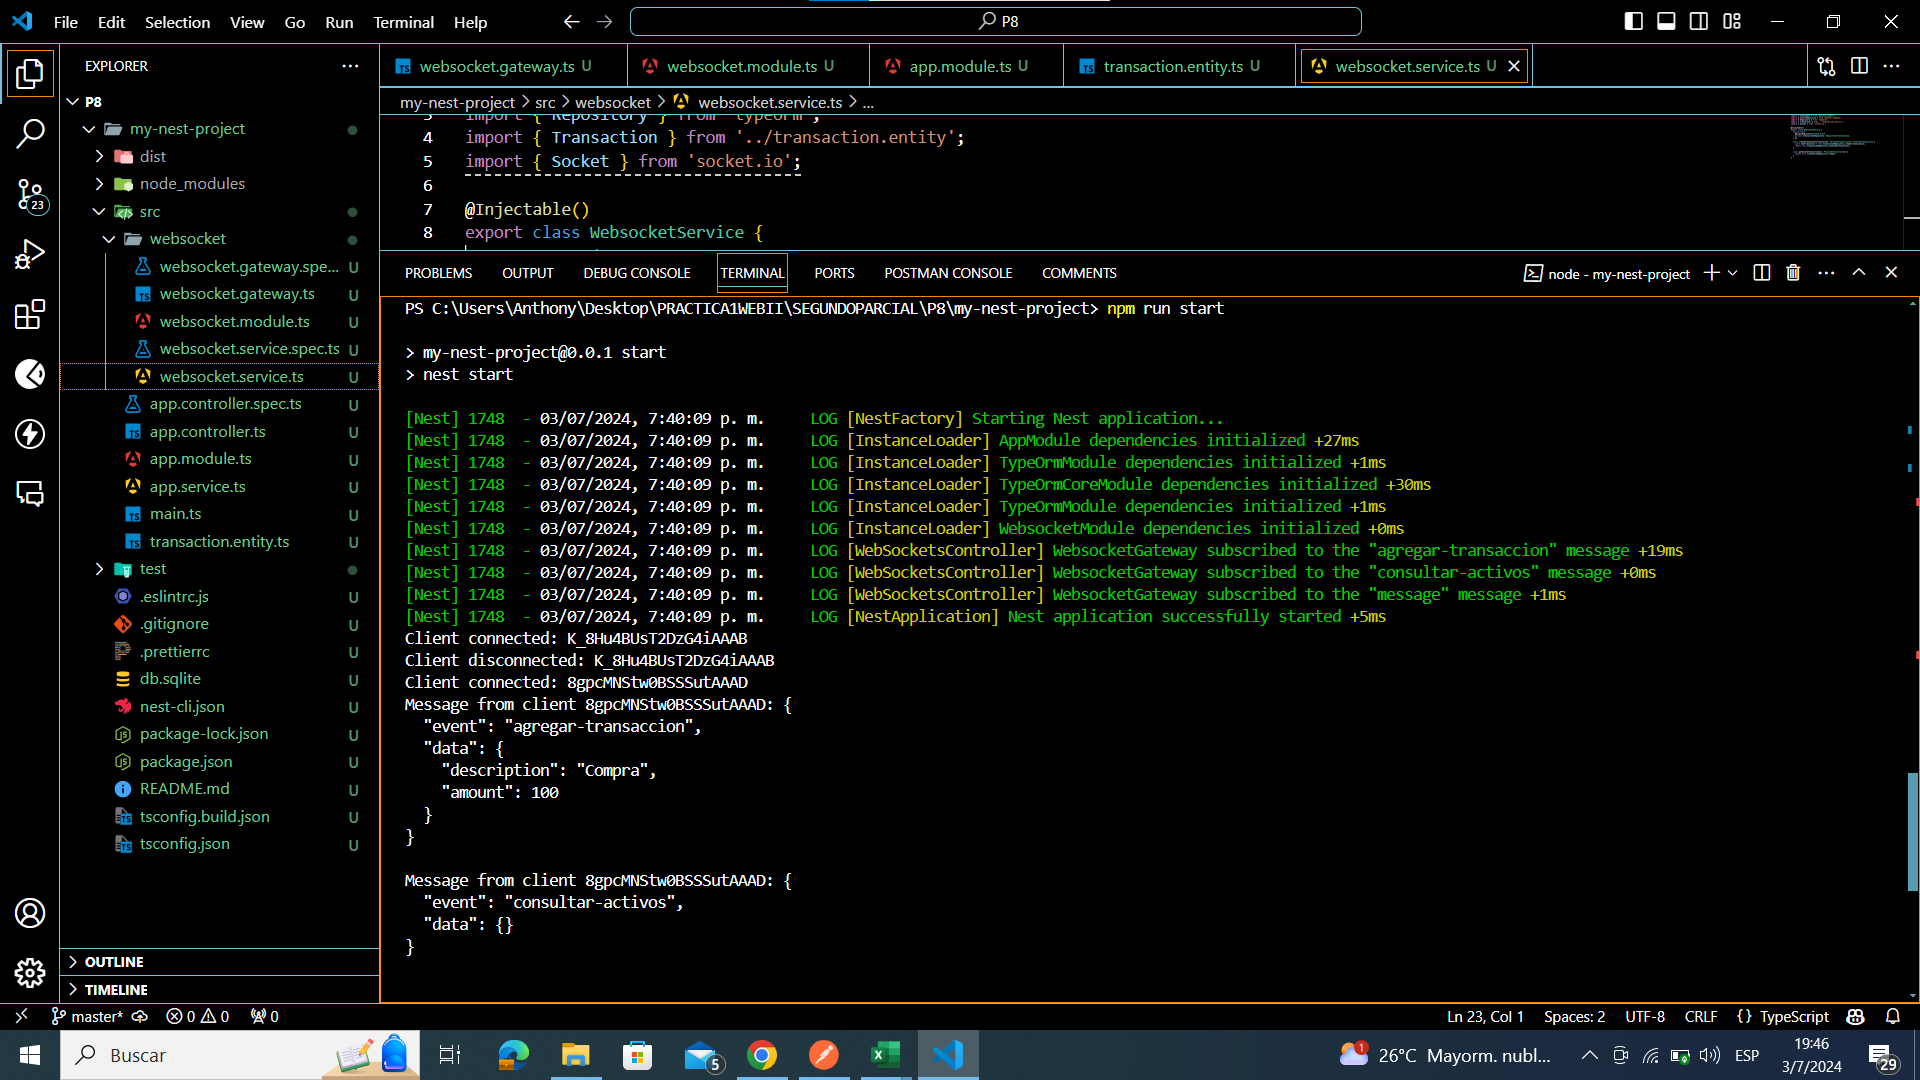 File Edit Selection View Go Run Terminal Help
P8
EXPLORER
P8
my-nest-project
dist
node_modules
src
websocket
websocket.gateway.spe... U
websocket.gateway.ts U
websocket.module.ts U
websocket.service.spec.ts U
websocket.service.ts U
app.controller.spec.ts U
app.controller.ts U
app.module.ts U
app.service.ts U
main.ts U
transaction.entity.ts U
test
.eslintrc.js U
.gitignore U
.prettierrc U
db.sqlite U
nest-cli.json U
package-lock.json U
package.json U
README.md U
tsconfig.build.json U
tsconfig.json U
OUTLINE
TIMELINE
23
websocket.gateway.ts U
websocket.module.ts U
app.module.ts U
transaction.entity.ts U
websocket.service.ts U
my-nest-project > src > websocket > websocket.service.ts > ...
3 import { Repository } from 'typeorm';
4 import { Transaction } from '../transaction.entity';
5 import { Socket } from 'socket.io';
6
7 @Injectable()
8 export class WebsocketService {
PROBLEMS OUTPUT DEBUG CONSOLE TERMINAL PORTS POSTMAN CONSOLE COMMENTS
node - my-nest-project
PS C:\Users\Anthony\Desktop\PRACTICA1WEBII\SEGUNDOPARCIAL\P8\my-nest-project> npm run start
> my-nest-project@0.0.1 start
> nest start
[Nest] 1748  - 03/07/2024, 7:40:09 p. m.     LOG [NestFactory] Starting Nest application...
[Nest] 1748  - 03/07/2024, 7:40:09 p. m.     LOG [InstanceLoader] AppModule dependencies initialized +27ms
[Nest] 1748  - 03/07/2024, 7:40:09 p. m.     LOG [InstanceLoader] TypeOrmModule dependencies initialized +1ms
[Nest] 1748  - 03/07/2024, 7:40:09 p. m.     LOG [InstanceLoader] TypeOrmCoreModule dependencies initialized +30ms
[Nest] 1748  - 03/07/2024, 7:40:09 p. m.     LOG [InstanceLoader] TypeOrmModule dependencies initialized +1ms
[Nest] 1748  - 03/07/2024, 7:40:09 p. m.     LOG [InstanceLoader] WebsocketModule dependencies initialized +0ms
[Nest] 1748  - 03/07/2024, 7:40:09 p. m.     LOG [WebSocketsController] WebsocketGateway subscribed to the "agregar-transaccion" message +19ms
[Nest] 1748  - 03/07/2024, 7:40:09 p. m.     LOG [WebSocketsController] WebsocketGateway subscribed to the "consultar-activos" message +0ms
[Nest] 1748  - 03/07/2024, 7:40:09 p. m.     LOG [WebSocketsController] WebsocketGateway subscribed to the "message" message +1ms
[Nest] 1748  - 03/07/2024, 7:40:09 p. m.     LOG [NestApplication] Nest application successfully started +5ms
Client connected: K_8Hu4BUsT2DzG4iAAAB
Client disconnected: K_8Hu4BUsT2DzG4iAAAB
Client connected: 8gpcMNStw0BSSSutAAAD
Message from client 8gpcMNStw0BSSSutAAAD: {
  "event": "agregar-transaccion",
  "data": {
    "description": "Compra",
    "amount": 100
  }
}
Message from client 8gpcMNStw0BSSSutAAAD: {
  "event": "consultar-activos",
  "data": {}
}
master* 0 0 0
Ln 23, Col 1 Spaces: 2 UTF-8 CRLF {} TypeScript
Buscar
5
1
26°C Mayorm. nubl...
ESP
19:46
3/7/2024
29